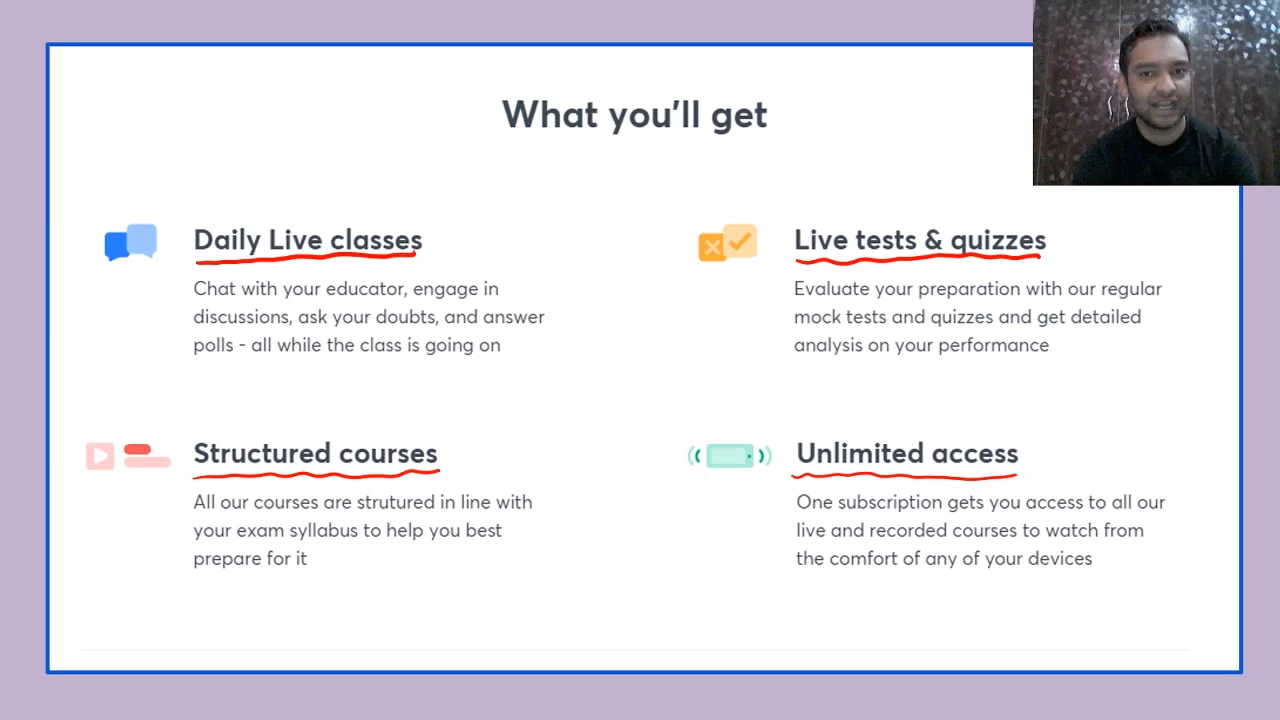 What you'll get
Daily Live classes
Chat with your educator, engage in
discussions, ask your doubts, and answer
polls - all while the class is going on
Live tests & quizzes
Evaluate your preparation with our regular
mock tests and quizzes and get detailed
analysis on your performance
Structured courses
All our courses are strutured in line with
your exam syllabus to help you best
prepare for it
Unlimited access
One subscription gets you access to all our
live and recorded courses to watch from
the comfort of any of your devices